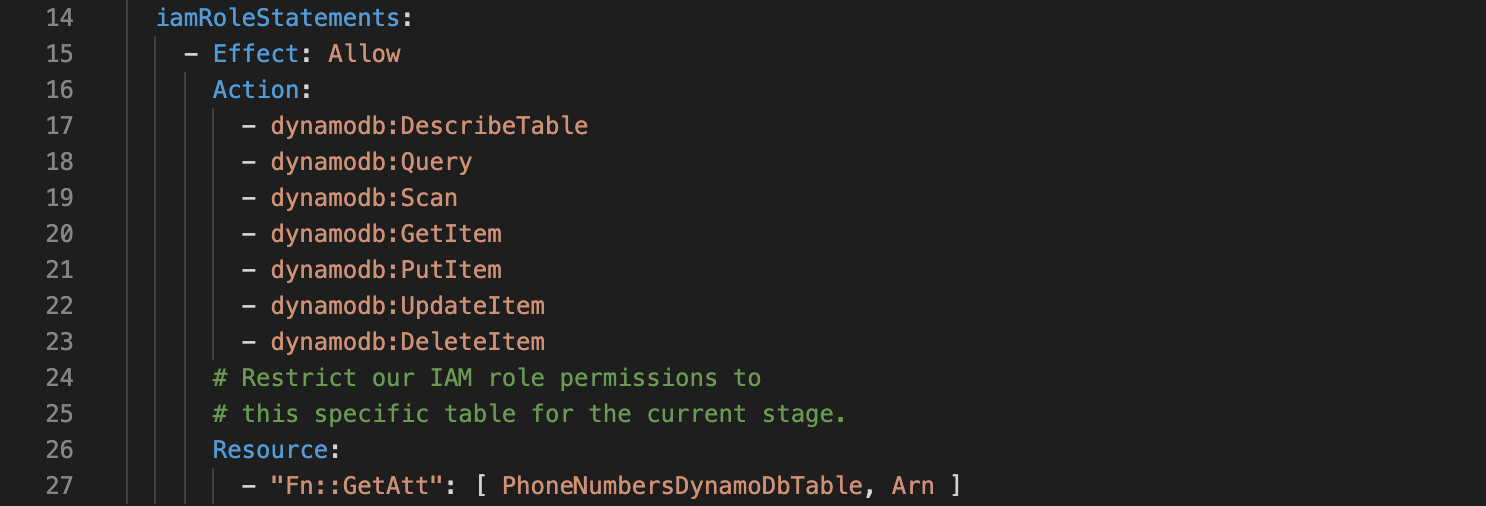 14 iamRoleStatements:
15 - Effect: Allow
16 Action:
17 - dynamodb:DescribeTable
18 - dynamodb:Query
19 - dynamodb:Scan
20 - dynamodb:GetItem
21 - dynamodb:PutItem
22 - dynamodb:UpdateItem
23 - dynamodb:DeleteItem
24 # Restrict our IAM role permissions to
25 # this specific table for the current stage.
26 Resource:
27 - "Fn::GetAtt": [ PhoneNumbersDynamoDbTable, Arn ]